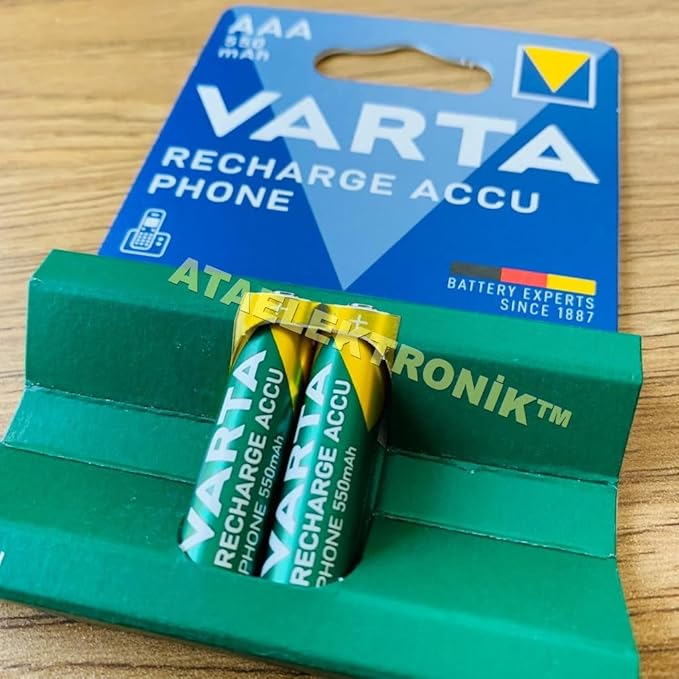 AAA
550
mAh
VARTA
RECHARGE ACCU
PHONE
BATTERY EXPERTS
SINCE 1887
ATAELEKTRONİK™
VARTA
RECHARGE ACCU
PHONE 550mAh
VARTA
RECHARGE ACCU
PHONE 550mAh